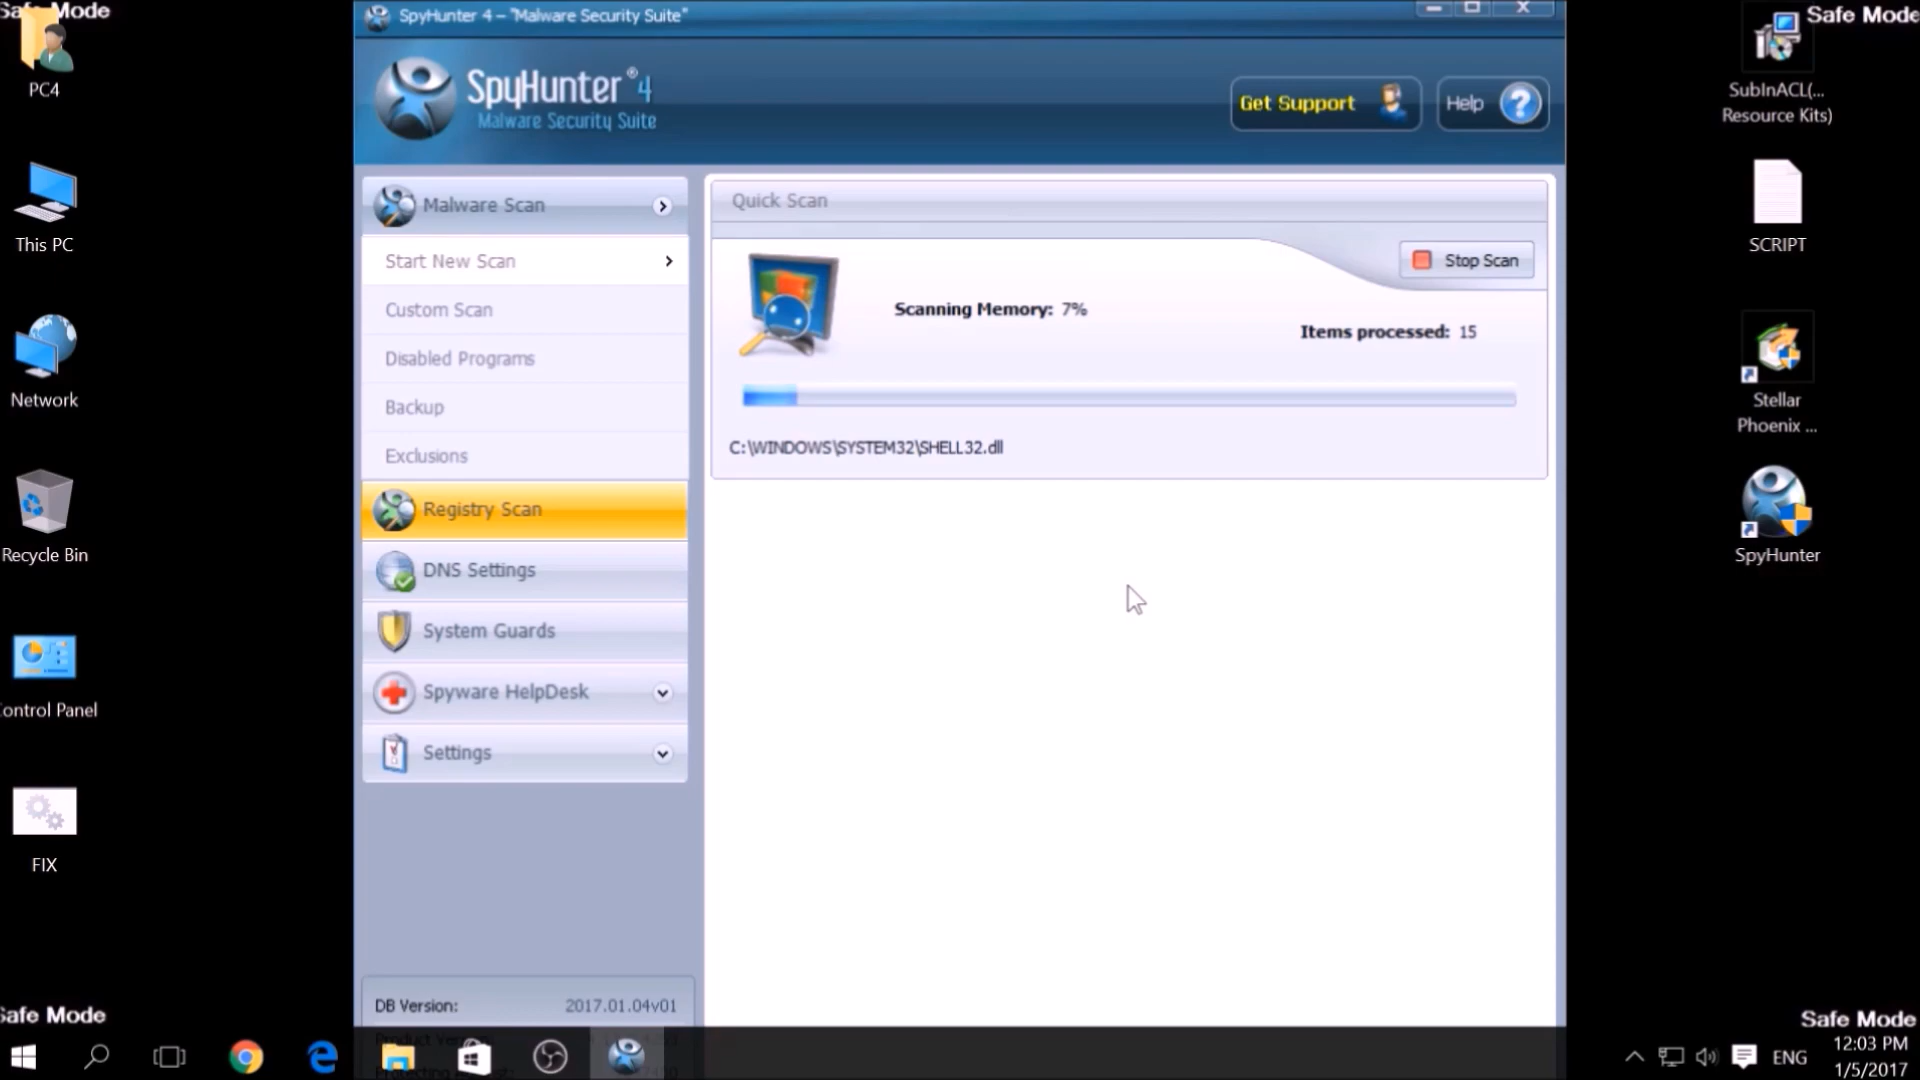 Safe Mode
Safe Mode
SpyHunter 4 – "Malware Security Suite"
SpyHunter® 4
Malware Security Suite
Get Support
Help
PC4
This PC
Network
Recycle Bin
Control Panel
FIX
Malware Scan
Start New Scan
Custom Scan
Disabled Programs
Backup
Exclusions
Registry Scan
DNS Settings
System Guards
Spyware HelpDesk
Settings
DB Version: 2017.01.04v01
Quick Scan
Stop Scan
Scanning Memory: 7%
Items processed: 15
C:\WINDOWS\SYSTEM32\SHELL32.dll
SubInACL(...
Resource Kits)
SCRIPT
Stellar
Phoenix ...
SpyHunter
Safe Mode
Safe Mode
ENG
12:03 PM
1/5/2017